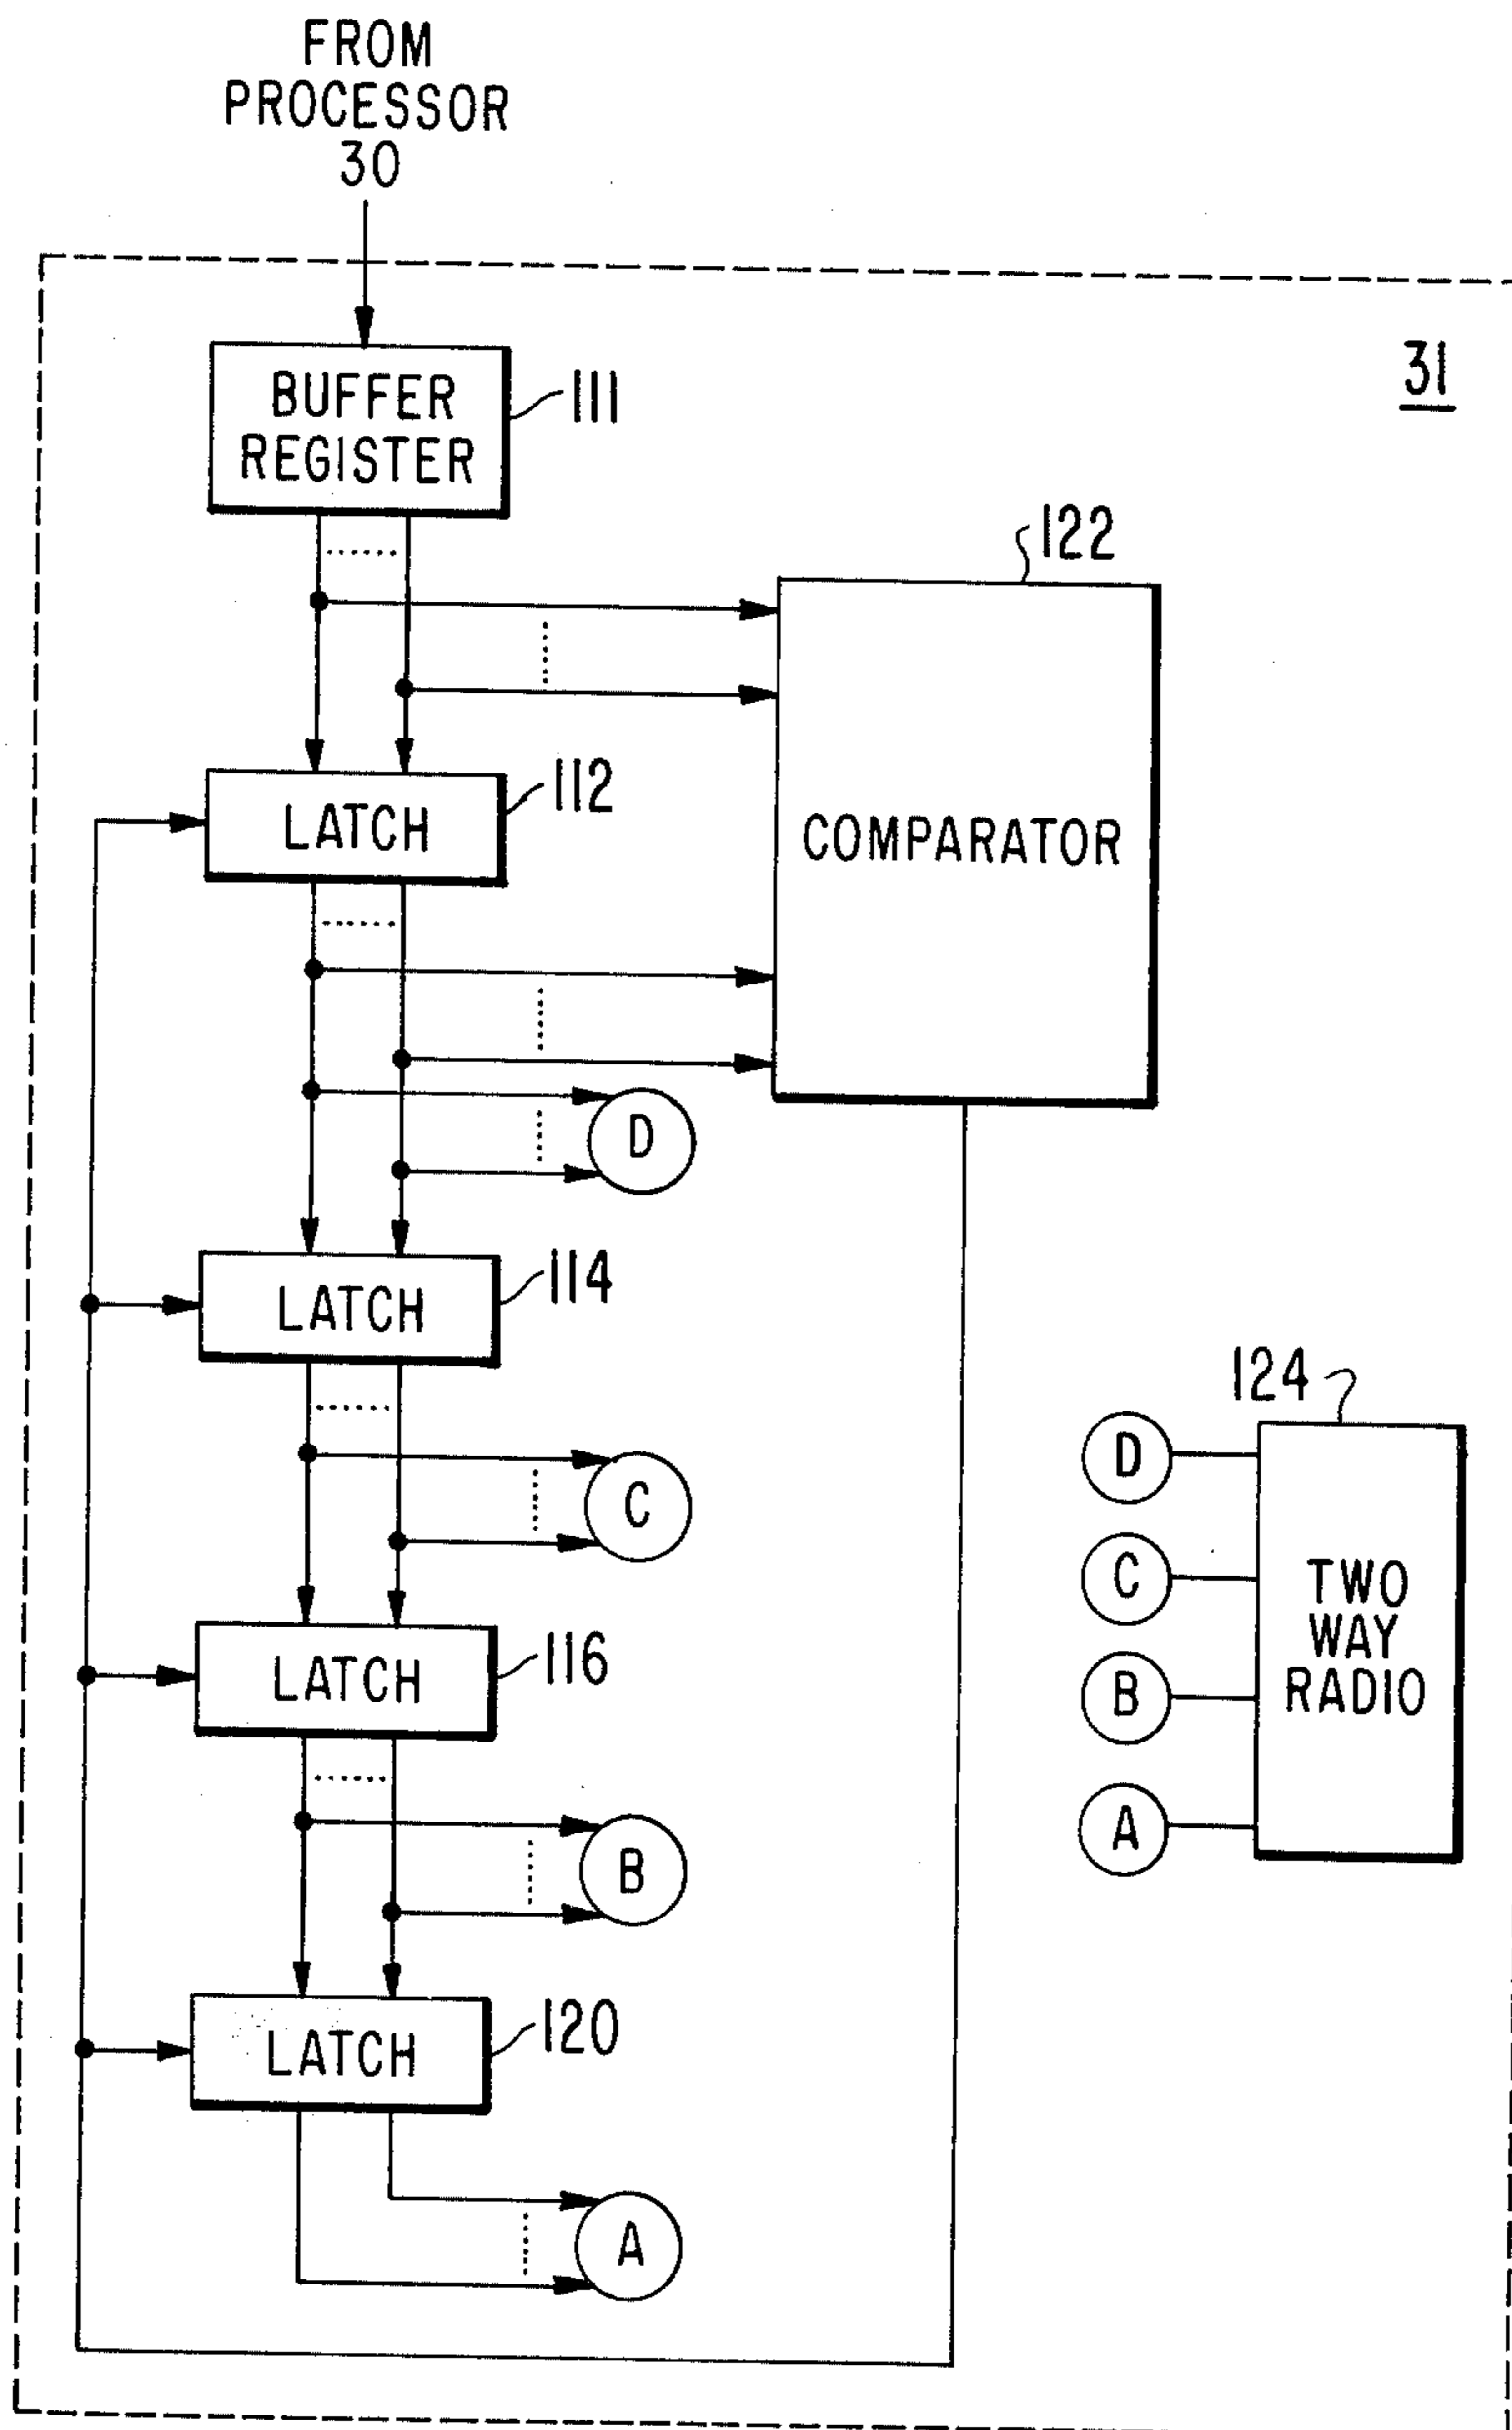 FROM
PROCESSOR
30
31
BUFFER
REGISTER
111
122
COMPARATOR
LATCH
112
D
LATCH
114
124
D
C
C
TWO
WAY
RADIO
B
A
LATCH
116
B
LATCH
120
A